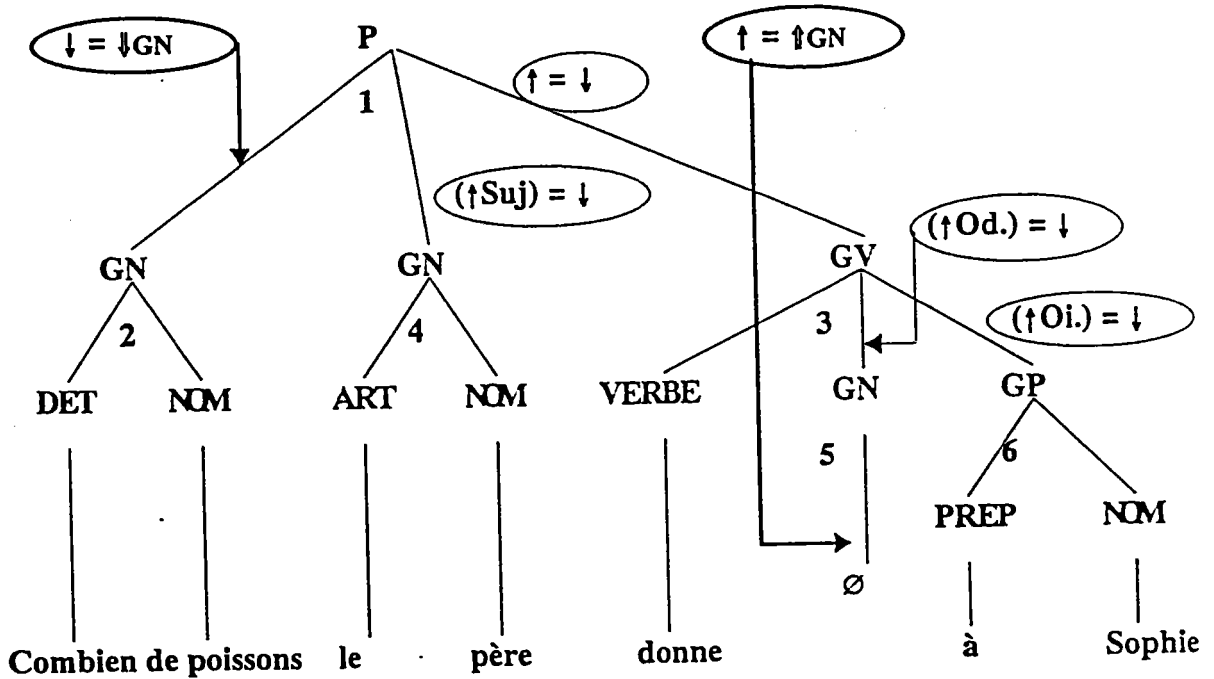 ↓ = ⇓GN
P
↑ = ⇑GN
↑ = ↓
1
(↑Suj) = ↓
(↑Od.) = ↓
GN
GN
GV
2
4
3
(↑Oi.) = ↓
DET
NOM
ART
NOM
VERBE
GN
GP
5
6
PREP
NOM
Ø
Combien de poissons le père donne à Sophie